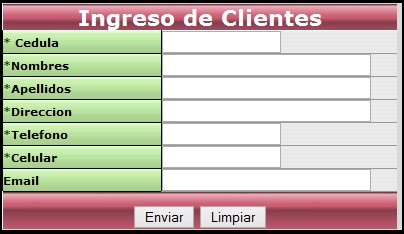 Ingreso de Clientes
* Cedula
*Nombres
*Apellidos
*Direccion
*Telefono
*Celular
Email
Enviar Limpiar